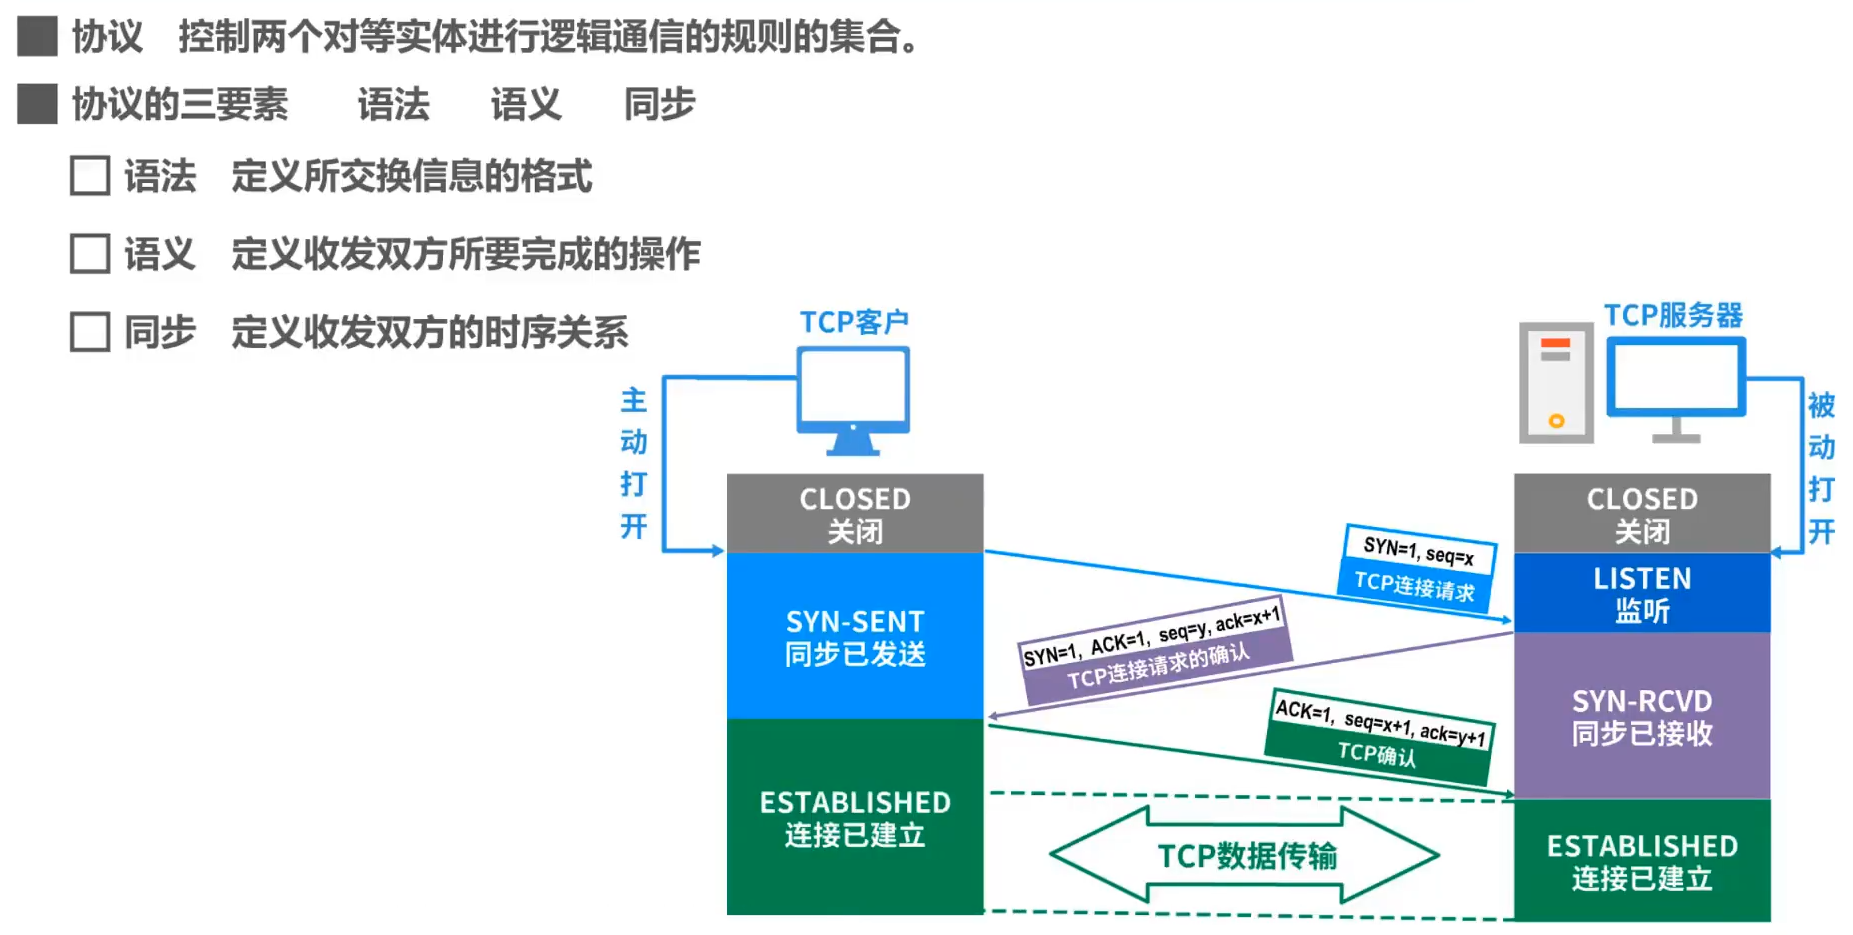 协议 控制两个对等实体进行逻辑通信的规则的集合。
协议的三要素 语法 语义 同步
语法 定义所交换信息的格式
语义 定义收发双方所要完成的操作
同步 定义收发双方的时序关系
TCP客户
TCP服务器
主动打开
被动打开
CLOSED
关闭
CLOSED
关闭
SYN=1, seq=x
TCP连接请求
LISTEN
监听
SYN-SENT
同步已发送
SYN=1, ACK=1, seq=y, ack=x+1
TCP连接请求的确认
SYN-RCVD
同步已接收
ACK=1, seq=x+1, ack=y+1
TCP确认
ESTABLISHED
连接已建立
TCP数据传输
ESTABLISHED
连接已建立